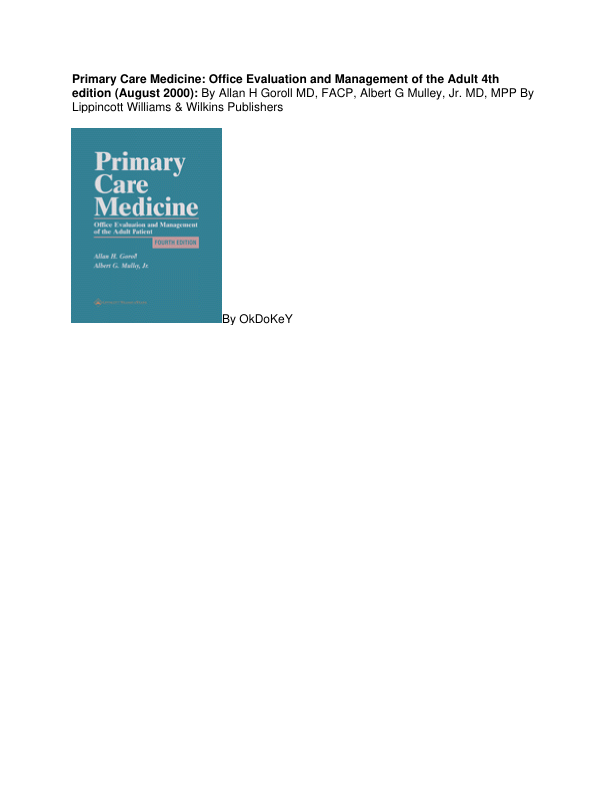 Primary Care Medicine: Office Evaluation and Management of the Adult 4th
edition (August 2000): By Allan H Goroll MD, FACP, Albert G Mulley, Jr. MD, MPP By
Lippincott Williams & Wilkins Publishers
Primary
Care
Medicine
Office Evaluation and Management
of the Adult Patient
FOURTH EDITION
Allan H. Goroll
Albert G. Mulley, Jr.
By OkDoKeY